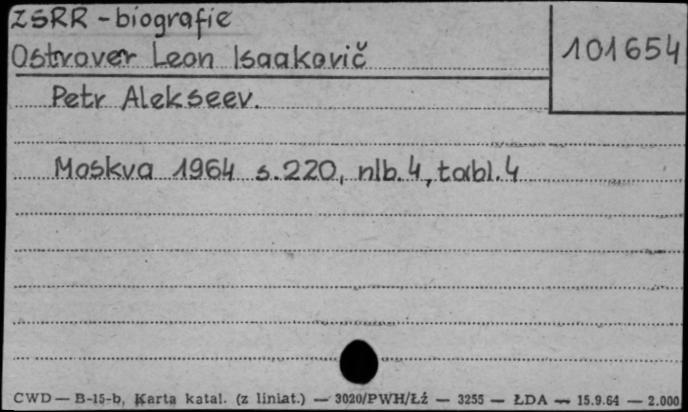 ZSRR - biografie
Ostrover Leon Isaakovič
101654
Petr Alekseev.
Moskva 1964 s.220, nlb.4, tabl.4
CWD — B-15-b, Karta katal. (z liniat.) — 3020/PWH/Łź — 3255 — ŁDA — 15.9.64 — 2.000